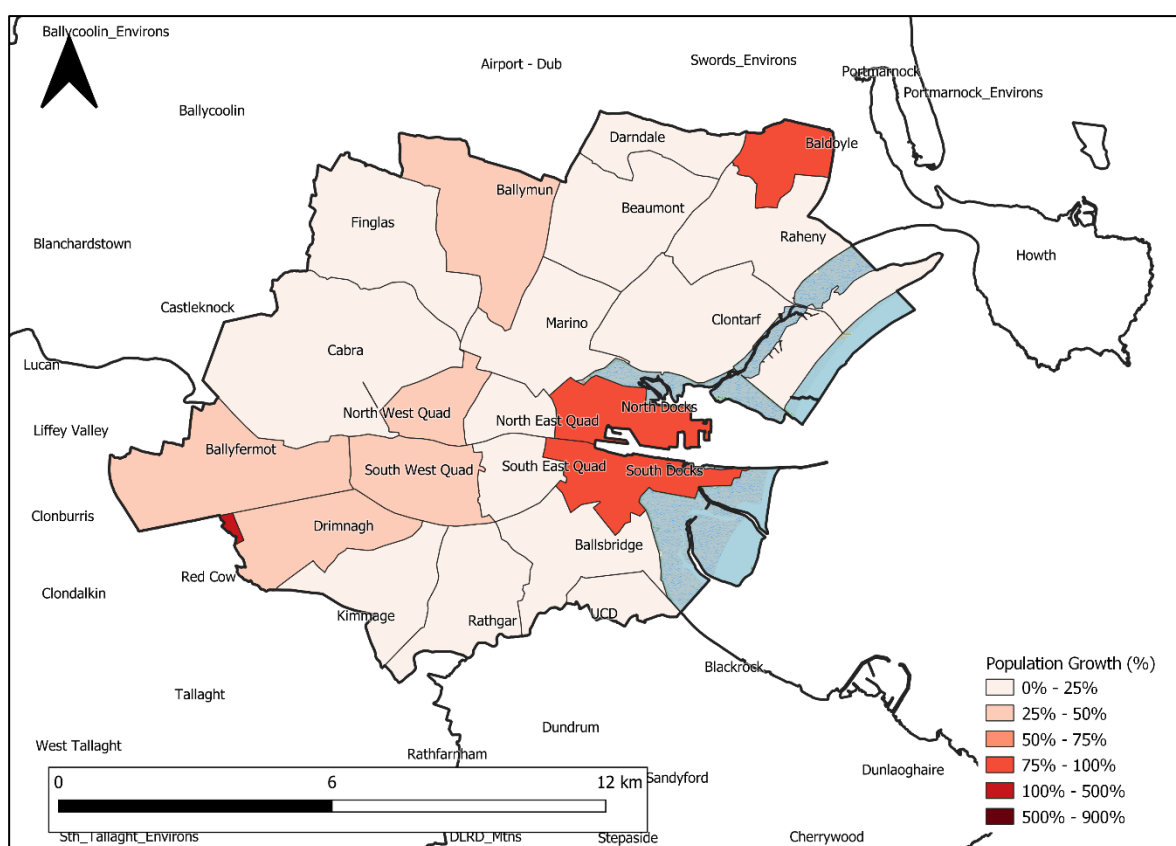 Ballycoolin_Environs
Airport - Dub
Swords_Environs
Portmarnock
Portmarnock_Environs
Ballycoolin
Darndale
Baldoyle
Ballymun
Beaumont
Finglas
Raheny
Blanchardstown
Howth
Castleknock
Marino
Clontarf
Cabra
Lucan
North West Quad
North East Quad
North Docks
Liffey Valley
Ballyfermot
South West Quad
South East Quad
South Docks
Clonburris
Drimnagh
Ballsbridge
Red Cow
Clondalkin
Kimmage
Rathgar
UCD
Blackrock
Tallaght
Dundrum
West Tallaght
Rathfarnham
Sandyford
Dunlaoghaire
Sth_Tallaght_Environs
DLRD_Mtns
Stepaside
Cherrywood
0
6
12 km
Population Growth (%)
0% - 25%
25% - 50%
50% - 75%
75% - 100%
100% - 500%
500% - 900%